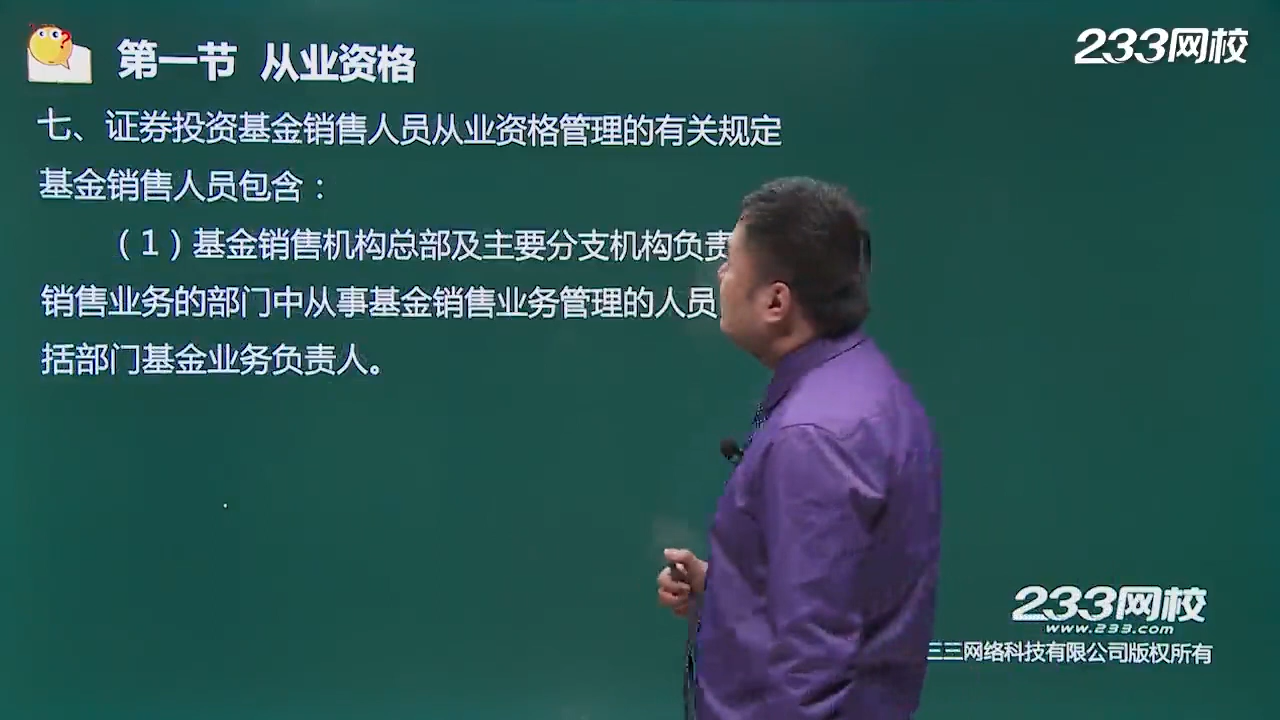 233网校
第一节 从业资格
七、证券投资基金销售人员从业资格管理的有关规定
基金销售人员包含：
（1）基金销售机构总部及主要分支机构负责
销售业务的部门中从事基金销售业务管理的人员
括部门基金业务负责人。
233网校
www.233.com
三三网络科技有限公司版权所有